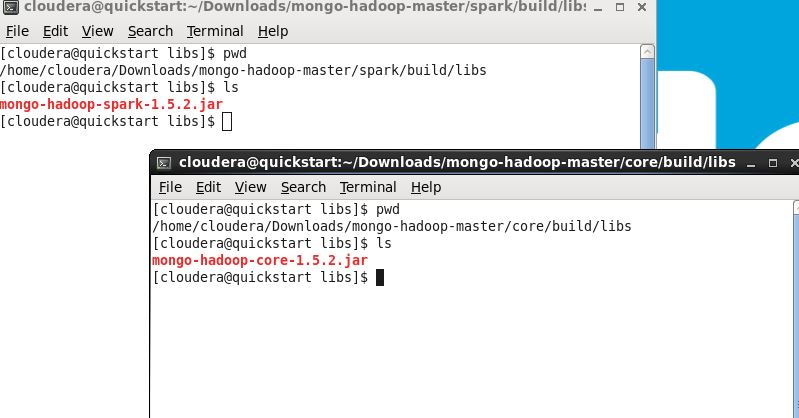 cloudera@quickstart:~/Downloads/mongo-hadoop-master/spark/build/libs
File Edit View Search Terminal Help
[cloudera@quickstart libs]$ pwd
/home/cloudera/Downloads/mongo-hadoop-master/spark/build/libs
[cloudera@quickstart libs]$ ls
mongo-hadoop-spark-1.5.2.jar
[cloudera@quickstart libs]$
cloudera@quickstart:~/Downloads/mongo-hadoop-master/core/build/libs
File Edit View Search Terminal Help
[cloudera@quickstart libs]$ pwd
/home/cloudera/Downloads/mongo-hadoop-master/core/build/libs
[cloudera@quickstart libs]$ ls
mongo-hadoop-core-1.5.2.jar
[cloudera@quickstart libs]$